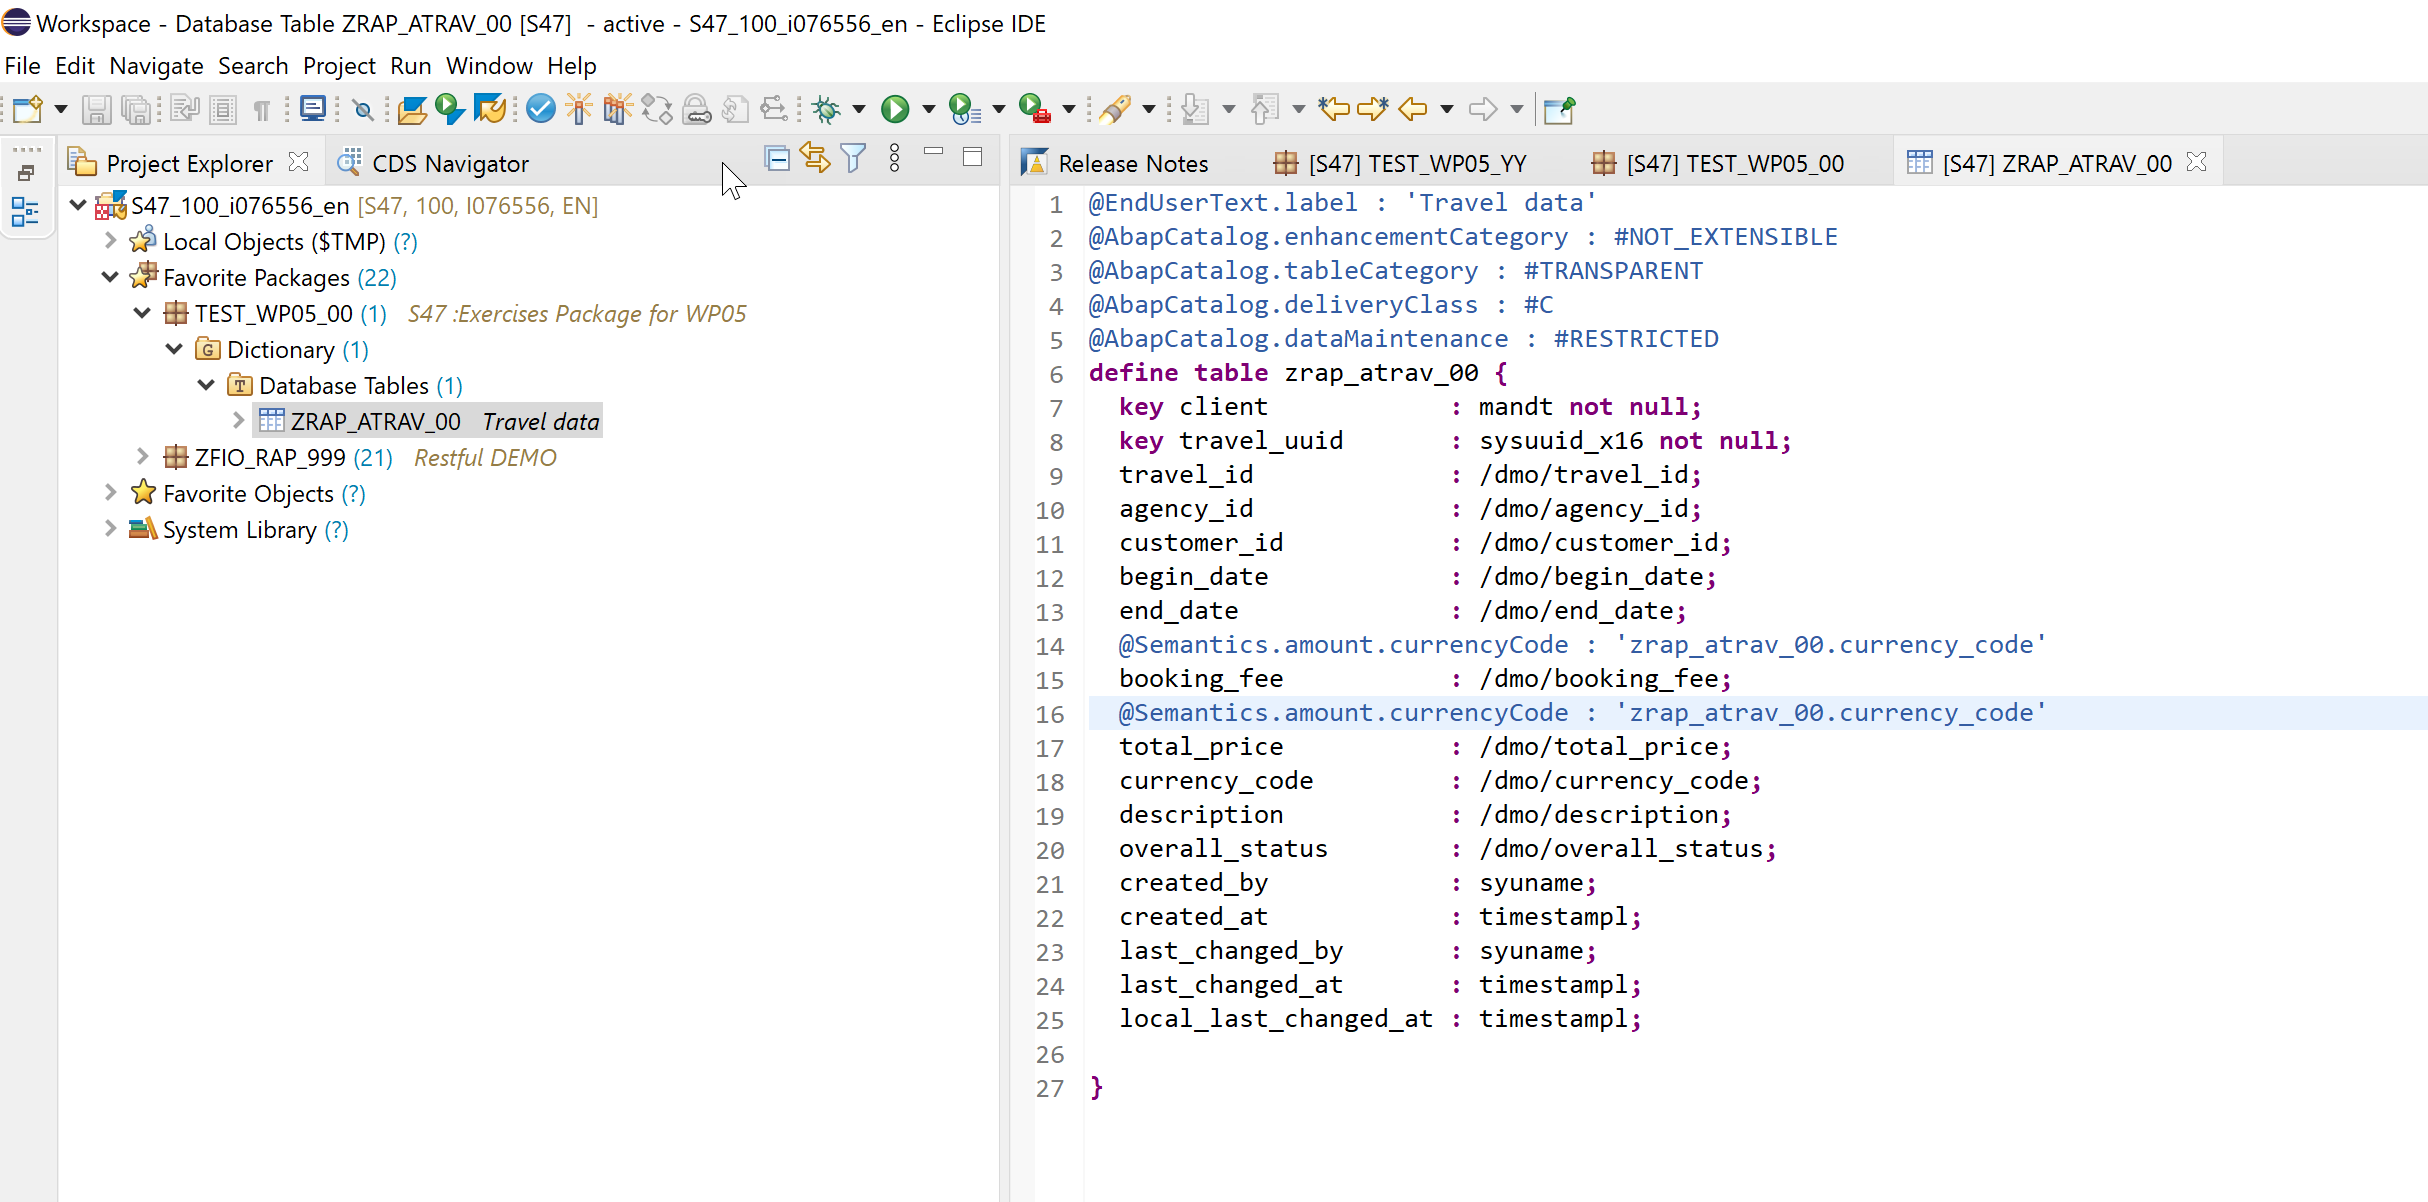 Workspace - Database Table ZRAP_ATRAV_00 [S47]  - active - S47_100_i076556_en - Eclipse IDE
File Edit Navigate Search Project Run Window Help
Project Explorer
CDS Navigator
S47_100_i076556_en [S47, 100, I076556, EN]
Local Objects ($TMP) (?)
Favorite Packages (22)
TEST_WP05_00 (1) S47 :Exercises Package for WP05
Dictionary (1)
Database Tables (1)
ZRAP_ATRAV_00 Travel data
ZFIO_RAP_999 (21) Restful DEMO
Favorite Objects (?)
System Library (?)
Release Notes
[S47] TEST_WP05_YY
[S47] TEST_WP05_00
[S47] ZRAP_ATRAV_00
1 @EndUserText.label : 'Travel data'
2 @AbapCatalog.enhancementCategory : #NOT_EXTENSIBLE
3 @AbapCatalog.tableCategory : #TRANSPARENT
4 @AbapCatalog.deliveryClass : #C
5 @AbapCatalog.dataMaintenance : #RESTRICTED
6 define table zrap_atrav_00 {
7   key client            : mandt not null;
8   key travel_uuid       : sysuuid_x16 not null;
9   travel_id             : /dmo/travel_id;
10   agency_id             : /dmo/agency_id;
11   customer_id           : /dmo/customer_id;
12   begin_date            : /dmo/begin_date;
13   end_date              : /dmo/end_date;
14   @Semantics.amount.currencyCode : 'zrap_atrav_00.currency_code'
15   booking_fee           : /dmo/booking_fee;
16   @Semantics.amount.currencyCode : 'zrap_atrav_00.currency_code'
17   total_price           : /dmo/total_price;
18   currency_code         : /dmo/currency_code;
19   description           : /dmo/description;
20   overall_status        : /dmo/overall_status;
21   created_by            : syuname;
22   created_at            : timestampl;
23   last_changed_by       : syuname;
24   last_changed_at       : timestampl;
25   local_last_changed_at : timestampl;
26
27 }